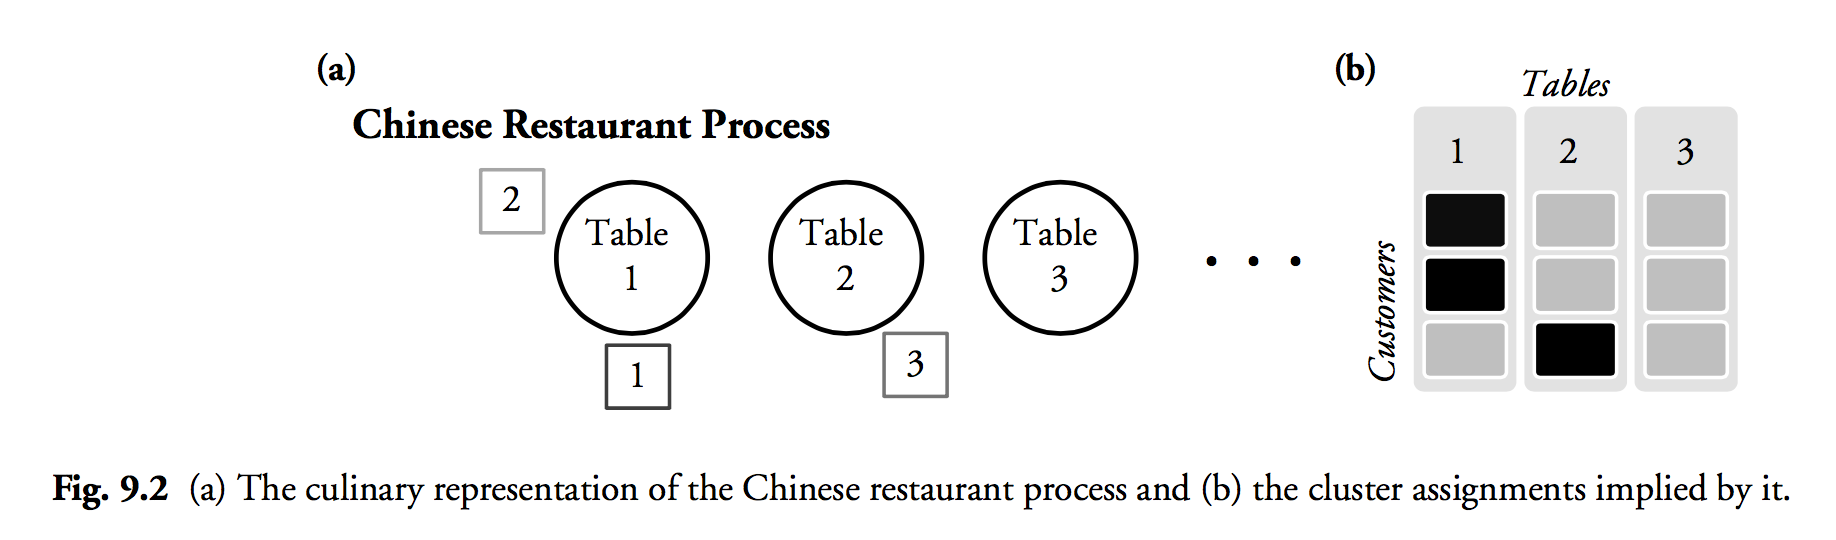 (a)
Chinese Restaurant Process
2
Table
1
Table
2
Table
3
. . .
1
3
(b)
Tables
1 2 3
Customers
Fig. 9.2 (a) The culinary representation of the Chinese restaurant process and (b) the cluster assignments implied by it.